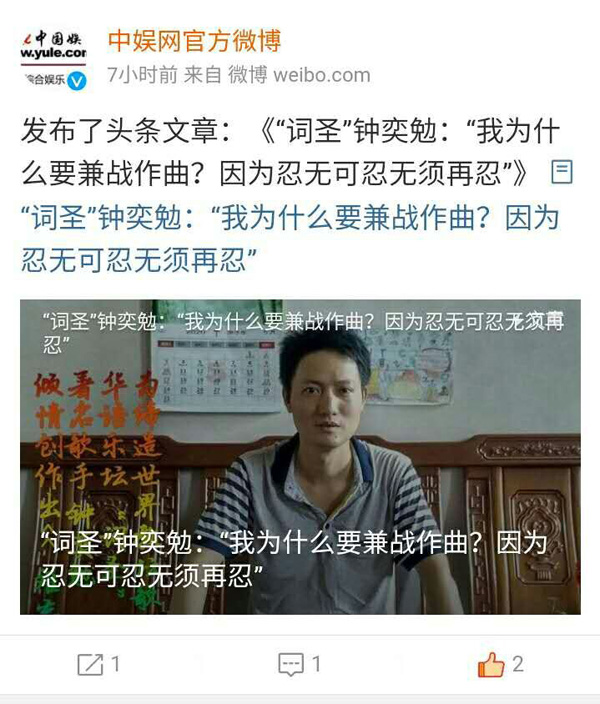 中国娱
w.yule.cor
综合娱乐
中娱网官方微博
7小时前 来自 微博 weibo.com
发布了头条文章：《“词圣”钟奕勉：“我为什
么要兼战作曲？因为忍无可忍无须再忍”》
“词圣”钟奕勉：“我为什么要兼战作曲？因为
忍无可忍无须再忍”
“词圣”钟奕勉：“我为什么要兼战作曲？因为忍无可忍无须再
忍”
倾情创作出
著名歌手钟
华语乐坛
造世界
“词圣”钟奕勉：“我为什么要兼战作曲？因为
忍无可忍无须再忍”
1
1
2